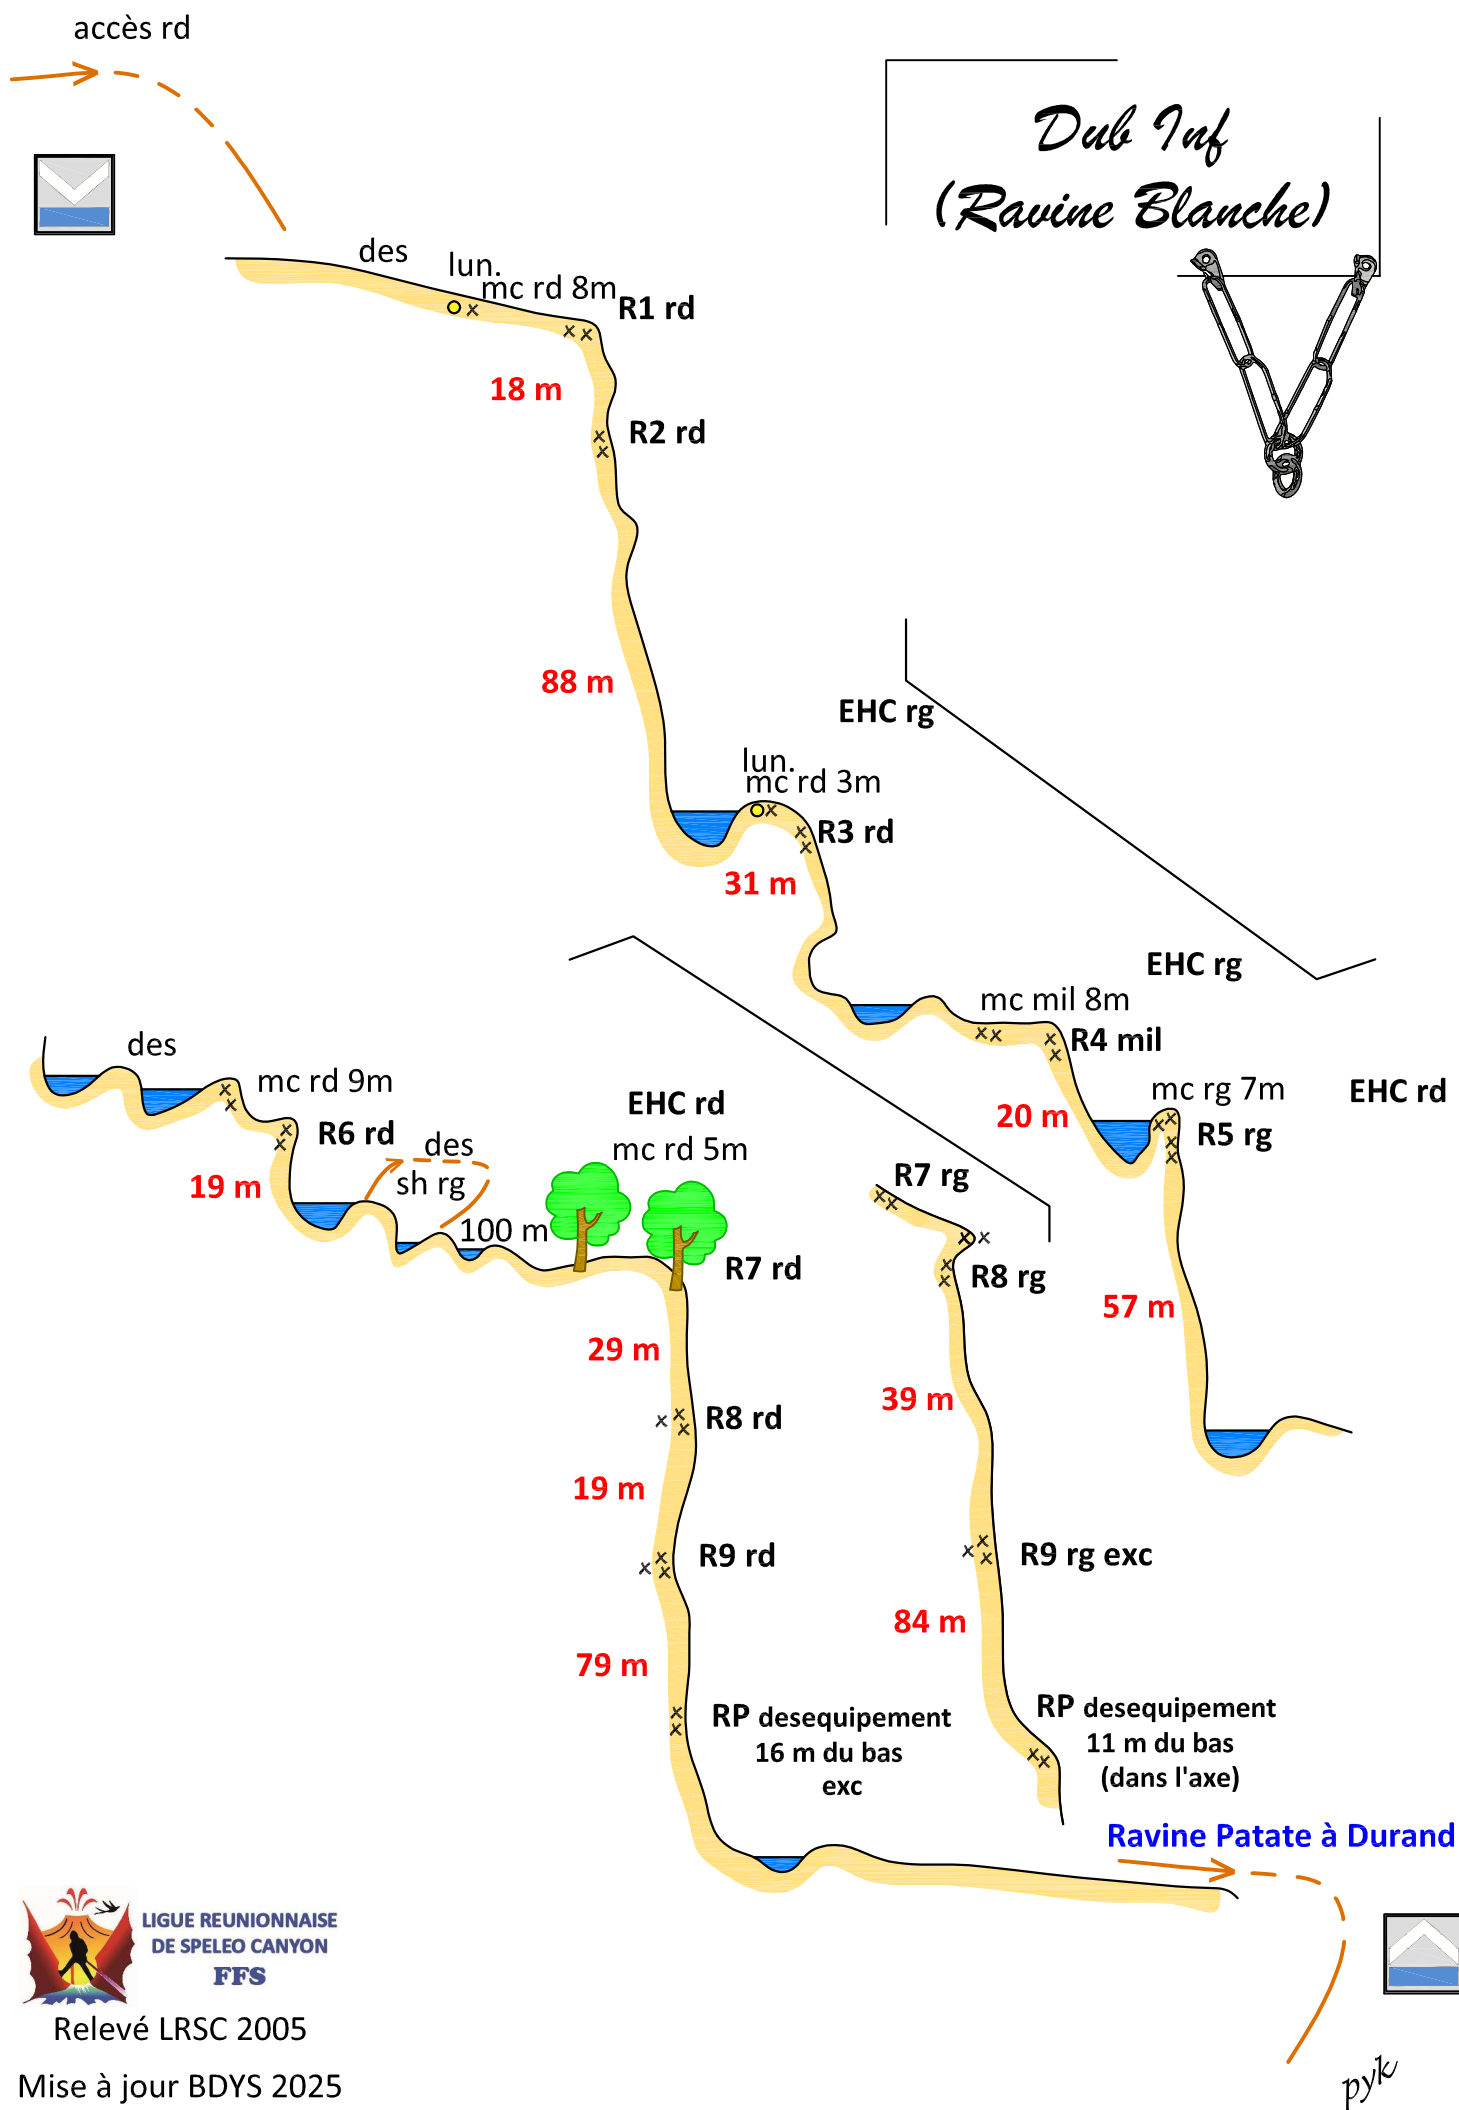 accès rd
Dub Inf
(Ravine Blanche)
des
lun.
mc rd 8m
R1 rd
18 m
R2 rd
88 m
EHC rg
lun.
mc rd 3m
R3 rd
31 m
EHC rg
mc mil 8m
R4 mil
20 m
mc rg 7m
EHC rd
R5 rg
57 m
des
mc rd 9m
R6 rd
19 m
des
sh rg
100 m
EHC rd
mc rd 5m
R7 rd
29 m
R8 rd
19 m
R9 rd
79 m
RP desequipement
16 m du bas
exc
R7 rg
R8 rg
39 m
R9 rg exc
84 m
RP desequipement
11 m du bas
(dans l'axe)
Ravine Patate à Durand
LIGUE REUNIONNAISE
DE SPELEO CANYON
FFS
Relevé LRSC 2005
Mise à jour BDYS 2025
pyk